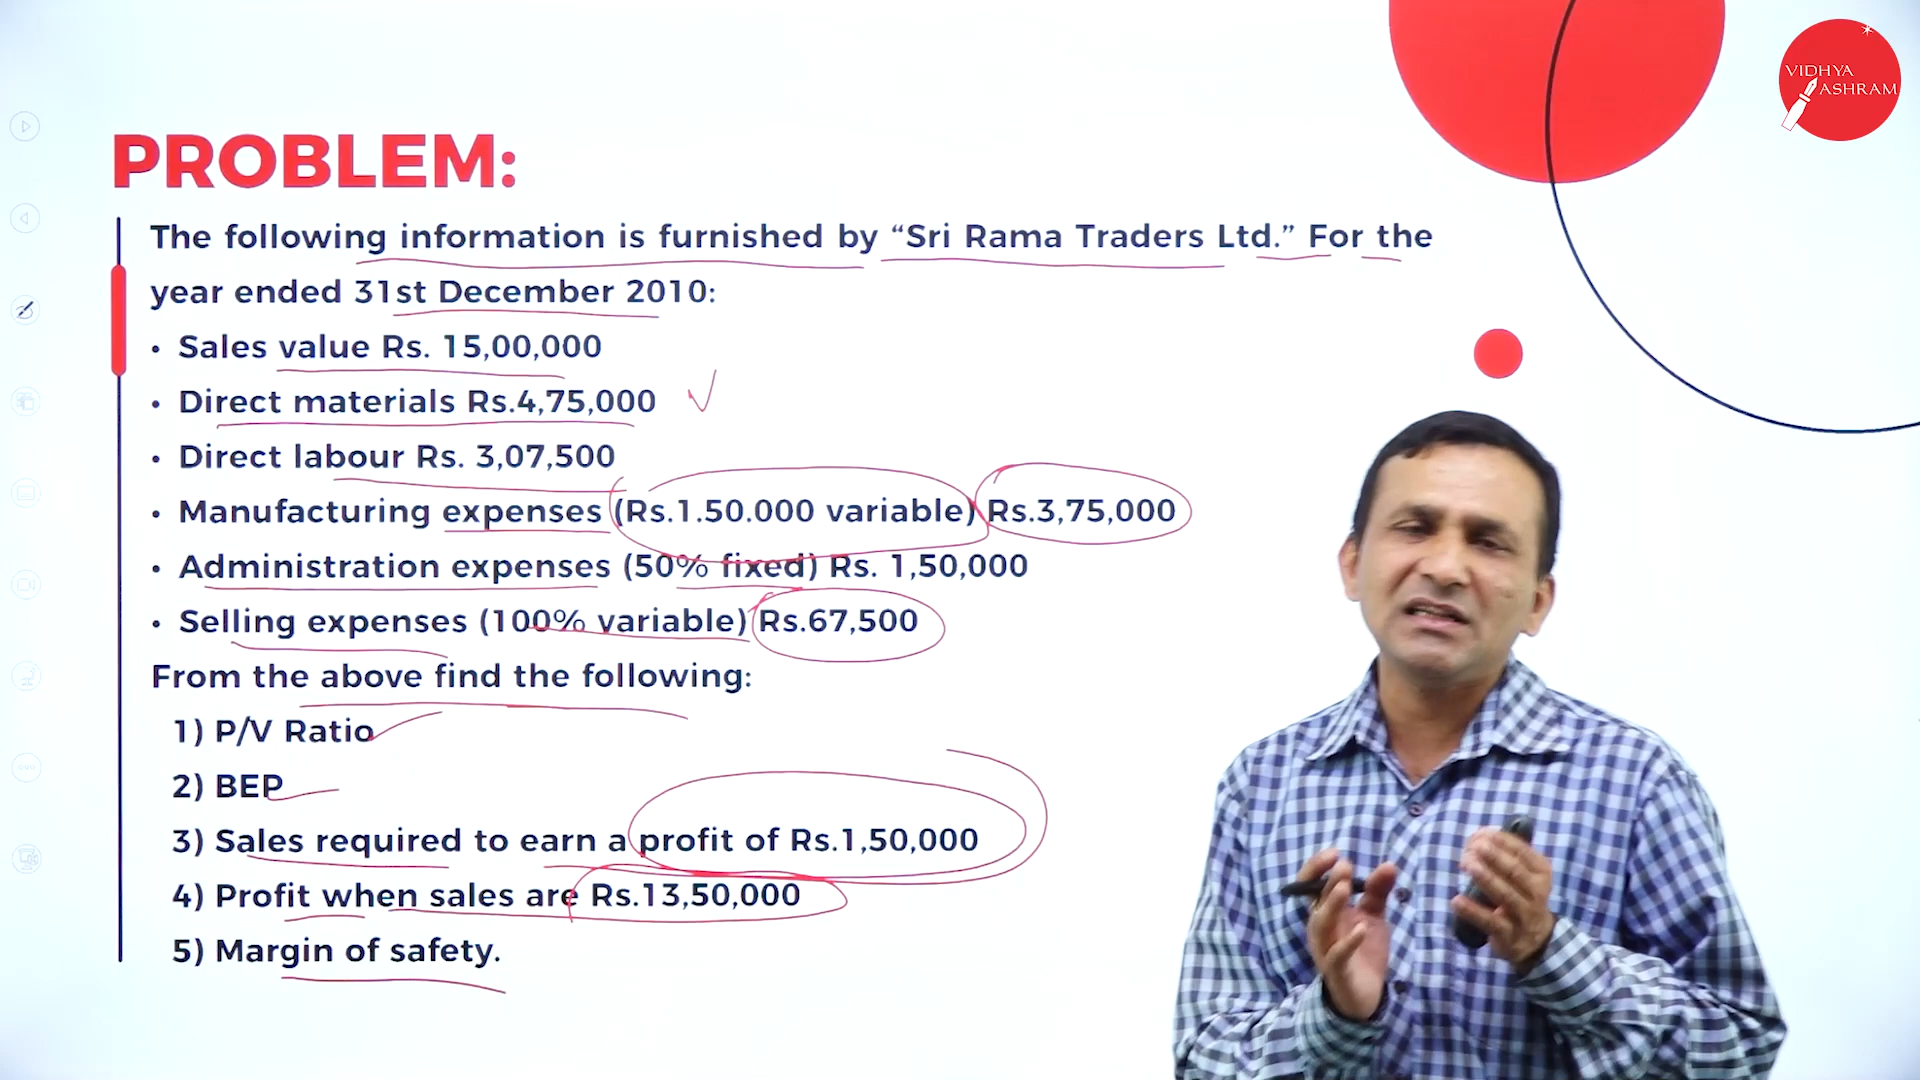 VIDHYA
ASHRAM
PROBLEM:
The following information is furnished by “Sri Rama Traders Ltd.” For the
year ended 31st December 2010:
• Sales value Rs. 15,00,000
• Direct materials Rs.4,75,000
• Direct labour Rs. 3,07,500
• Manufacturing expenses (Rs.1.50.000 variable) Rs.3,75,000
• Administration expenses (50% fixed) Rs. 1,50,000
• Selling expenses (100% variable) Rs.67,500
From the above find the following:
1) P/V Ratio
2) BEP
3) Sales required to earn a profit of Rs.1,50,000
4) Profit when sales are Rs.13,50,000
5) Margin of safety.